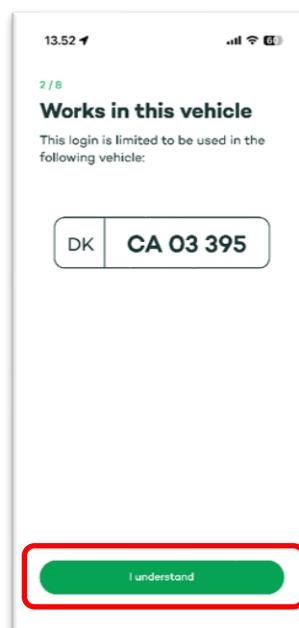 13.52
60
2/8
Works in this vehicle
This login is limited to be used in the
following vehicle:
DK CA 03 395
I understand